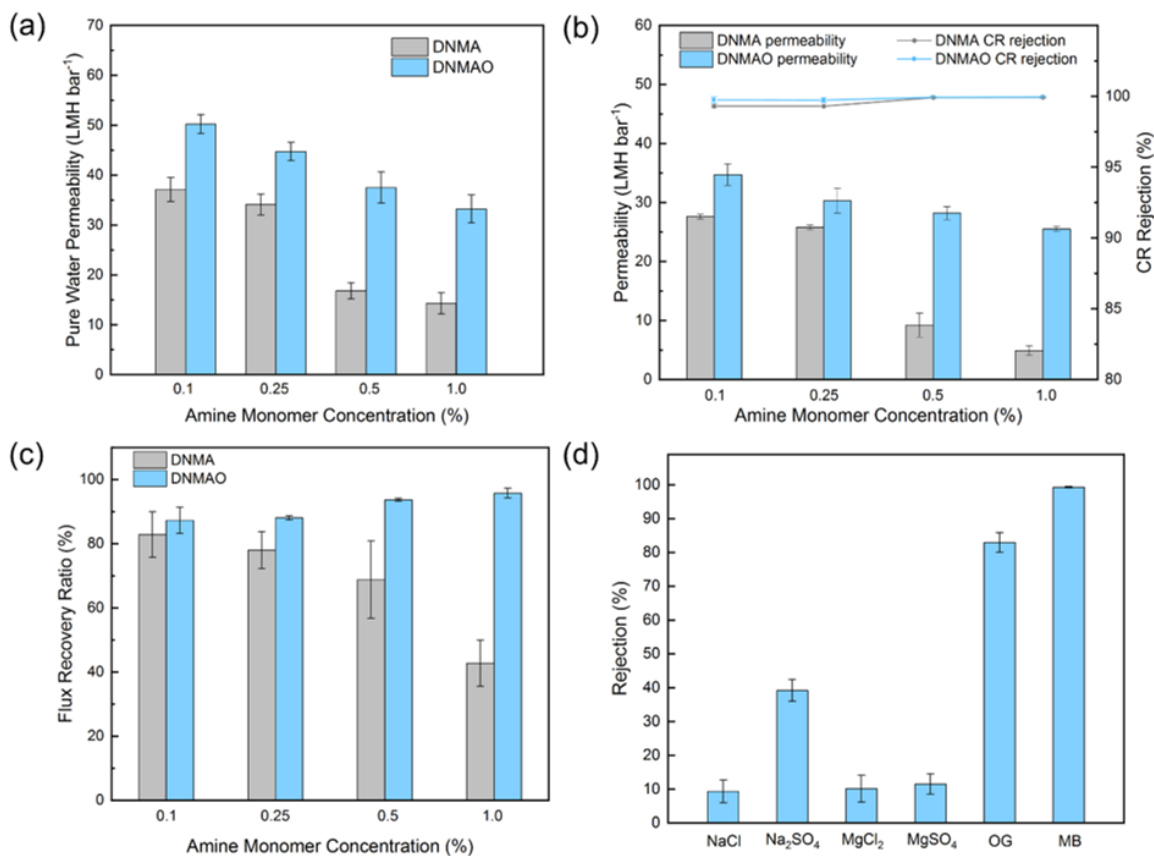 (a)
70
60
50
40
30
20
10
0
Pure Water Permeability (LMH bar⁻¹)
DNMA
DNMAO
0.1 0.25 0.5 1.0
Amine Monomer Concentration (%)
(b)
60
50
40
30
20
10
0
Permeability (LMH bar⁻¹)
DNMA permeability DNMA CR rejection
DNMAO permeability DNMAO CR rejection
100
95
90
85
80
CR Rejection (%)
0.1 0.25 0.5 1.0
Amine Monomer Concentration (%)
(c)
100
80
60
40
20
0
Flux Recovery Ratio (%)
DNMA
DNMAO
0.1 0.25 0.5 1.0
Amine Monomer Concentration (%)
(d)
100
90
80
70
60
50
40
30
20
10
0
Rejection (%)
NaCl Na₂SO₄ MgCl₂ MgSO₄ OG MB